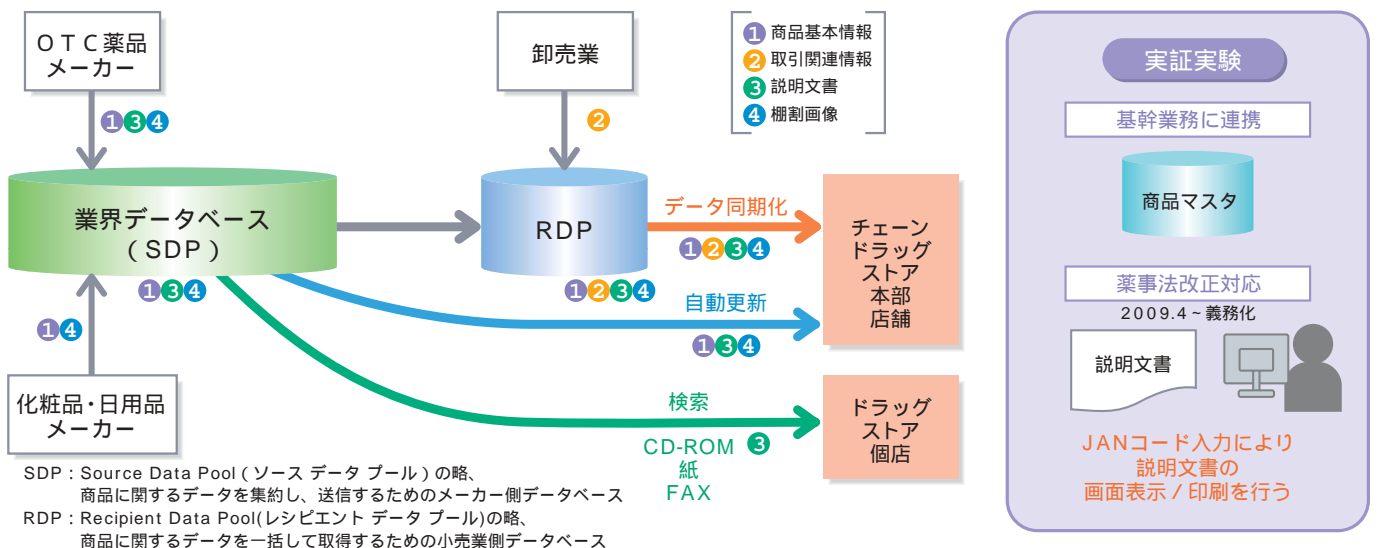 OTC薬品
メーカー
卸売業
1 商品基本情報
2 取引関連情報
3 説明文書
4 棚割画像
134
2
業界データベース
(SDP)
RDP
データ同期化
1234
チェーン
ドラッグ
ストア
本部
店舗
134
1234
自動更新
134
14
化粧品・日用品
メーカー
検索
CD-ROM 3
紙
FAX
ドラッグ
ストア
個店
SDP:Source Data Pool(ソース データ プール)の略、
商品に関するデータを集約し、送信するためのメーカー側データベース
RDP:Recipient Data Pool(レシピエント データ プール)の略、
商品に関するデータを一括して取得するための小売業側データベース
実証実験
基幹業務に連携
商品マスタ
薬事法改正対応
2009.4~義務化
説明文書
JANコード入力により
説明文書の
画面表示/印刷を行う